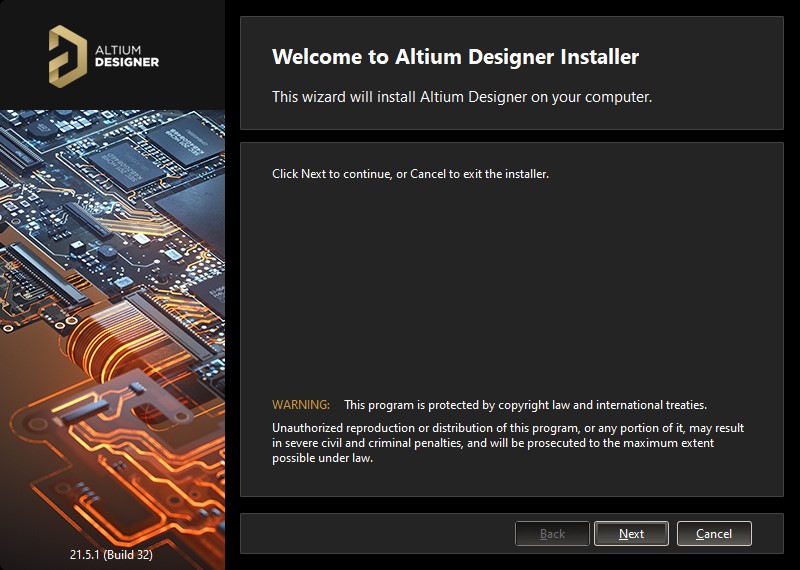 ALTIUM
DESIGNER
Welcome to Altium Designer Installer
This wizard will install Altium Designer on your computer.
Click Next to continue, or Cancel to exit the installer.
WARNING: This program is protected by copyright law and international treaties.
Unauthorized reproduction or distribution of this program, or any portion of it, may result
in severe civil and criminal penalties, and will be prosecuted to the maximum extent
possible under law.
21.5.1 (Build 32)
Back
Next
Cancel